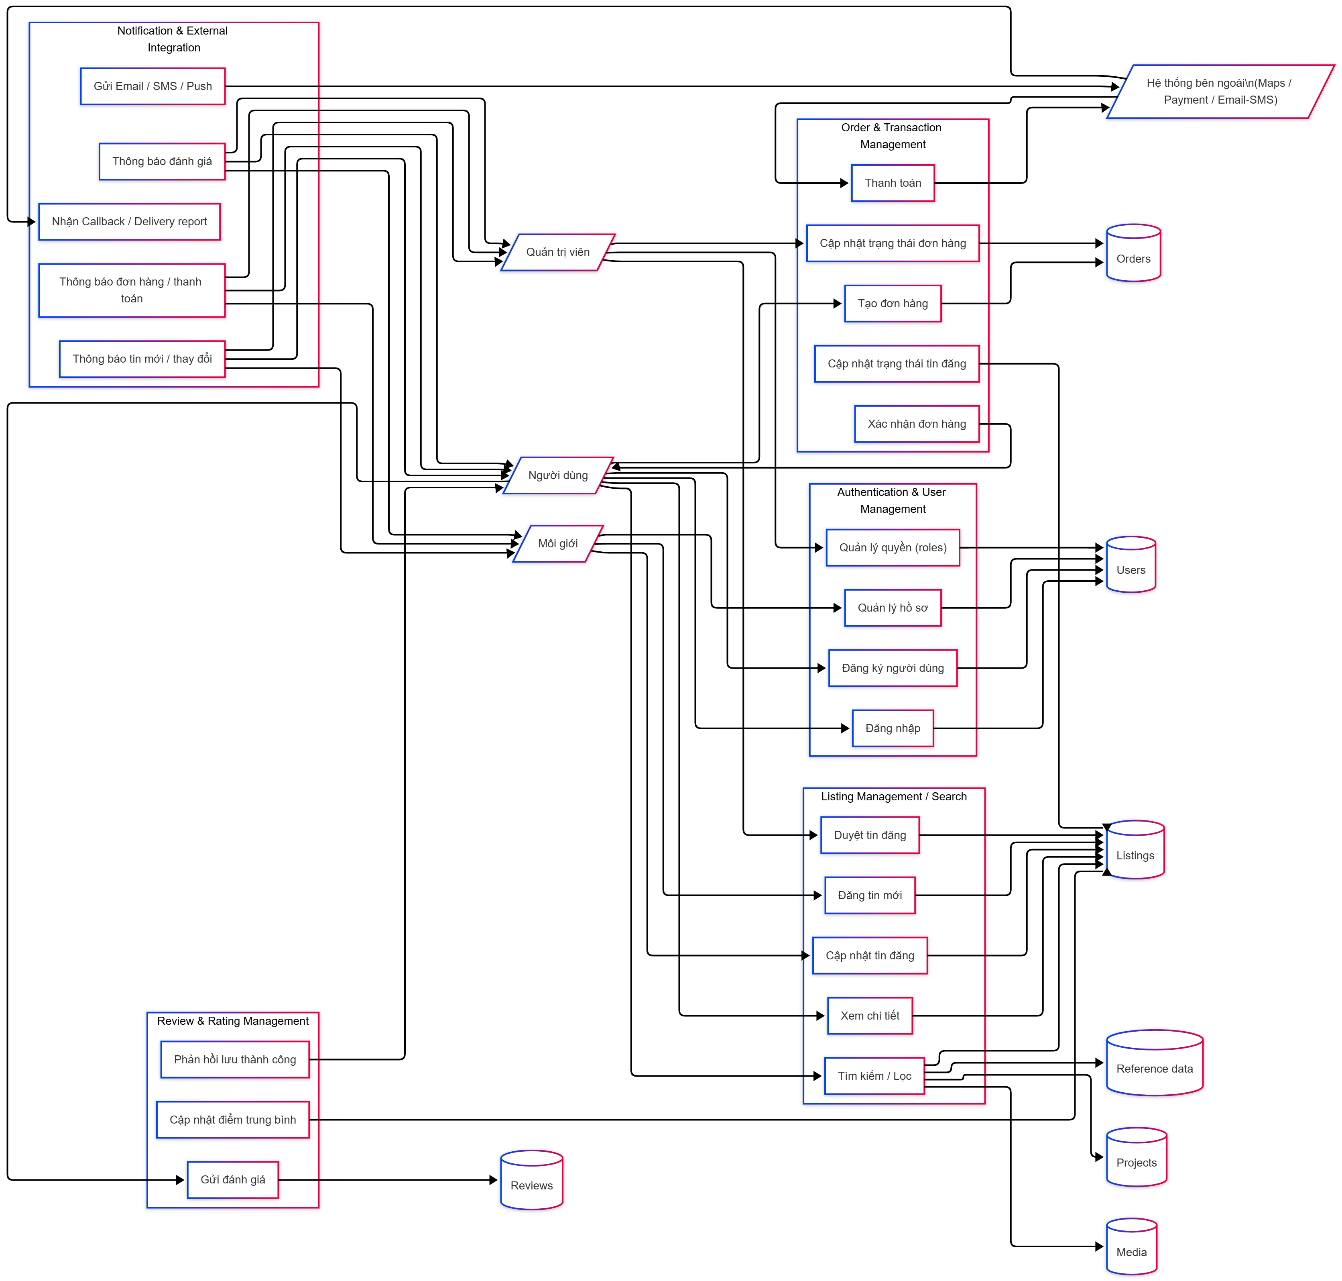 Notification & External
Integration
Gửi Email / SMS / Push
Thông báo đánh giá
Nhận Callback / Delivery report
Thông báo đơn hàng / thanh
toán
Thông báo tin mới / thay đổi
Hệ thống bên ngoài\n(Maps /
Payment / Email-SMS)
Order & Transaction
Management
Thanh toán
Cập nhật trạng thái đơn hàng
Tạo đơn hàng
Cập nhật trạng thái tin đăng
Xác nhận đơn hàng
Quản trị viên
Orders
Người dùng
Môi giới
Authentication & User
Management
Quản lý quyền (roles)
Quản lý hồ sơ
Đăng ký người dùng
Đăng nhập
Users
Listing Management / Search
Duyệt tin đăng
Đăng tin mới
Cập nhật tin đăng
Xem chi tiết
Tìm kiếm / Lọc
Listings
Reference data
Projects
Media
Review & Rating Management
Phản hồi lưu thành công
Cập nhật điểm trung bình
Gửi đánh giá
Reviews